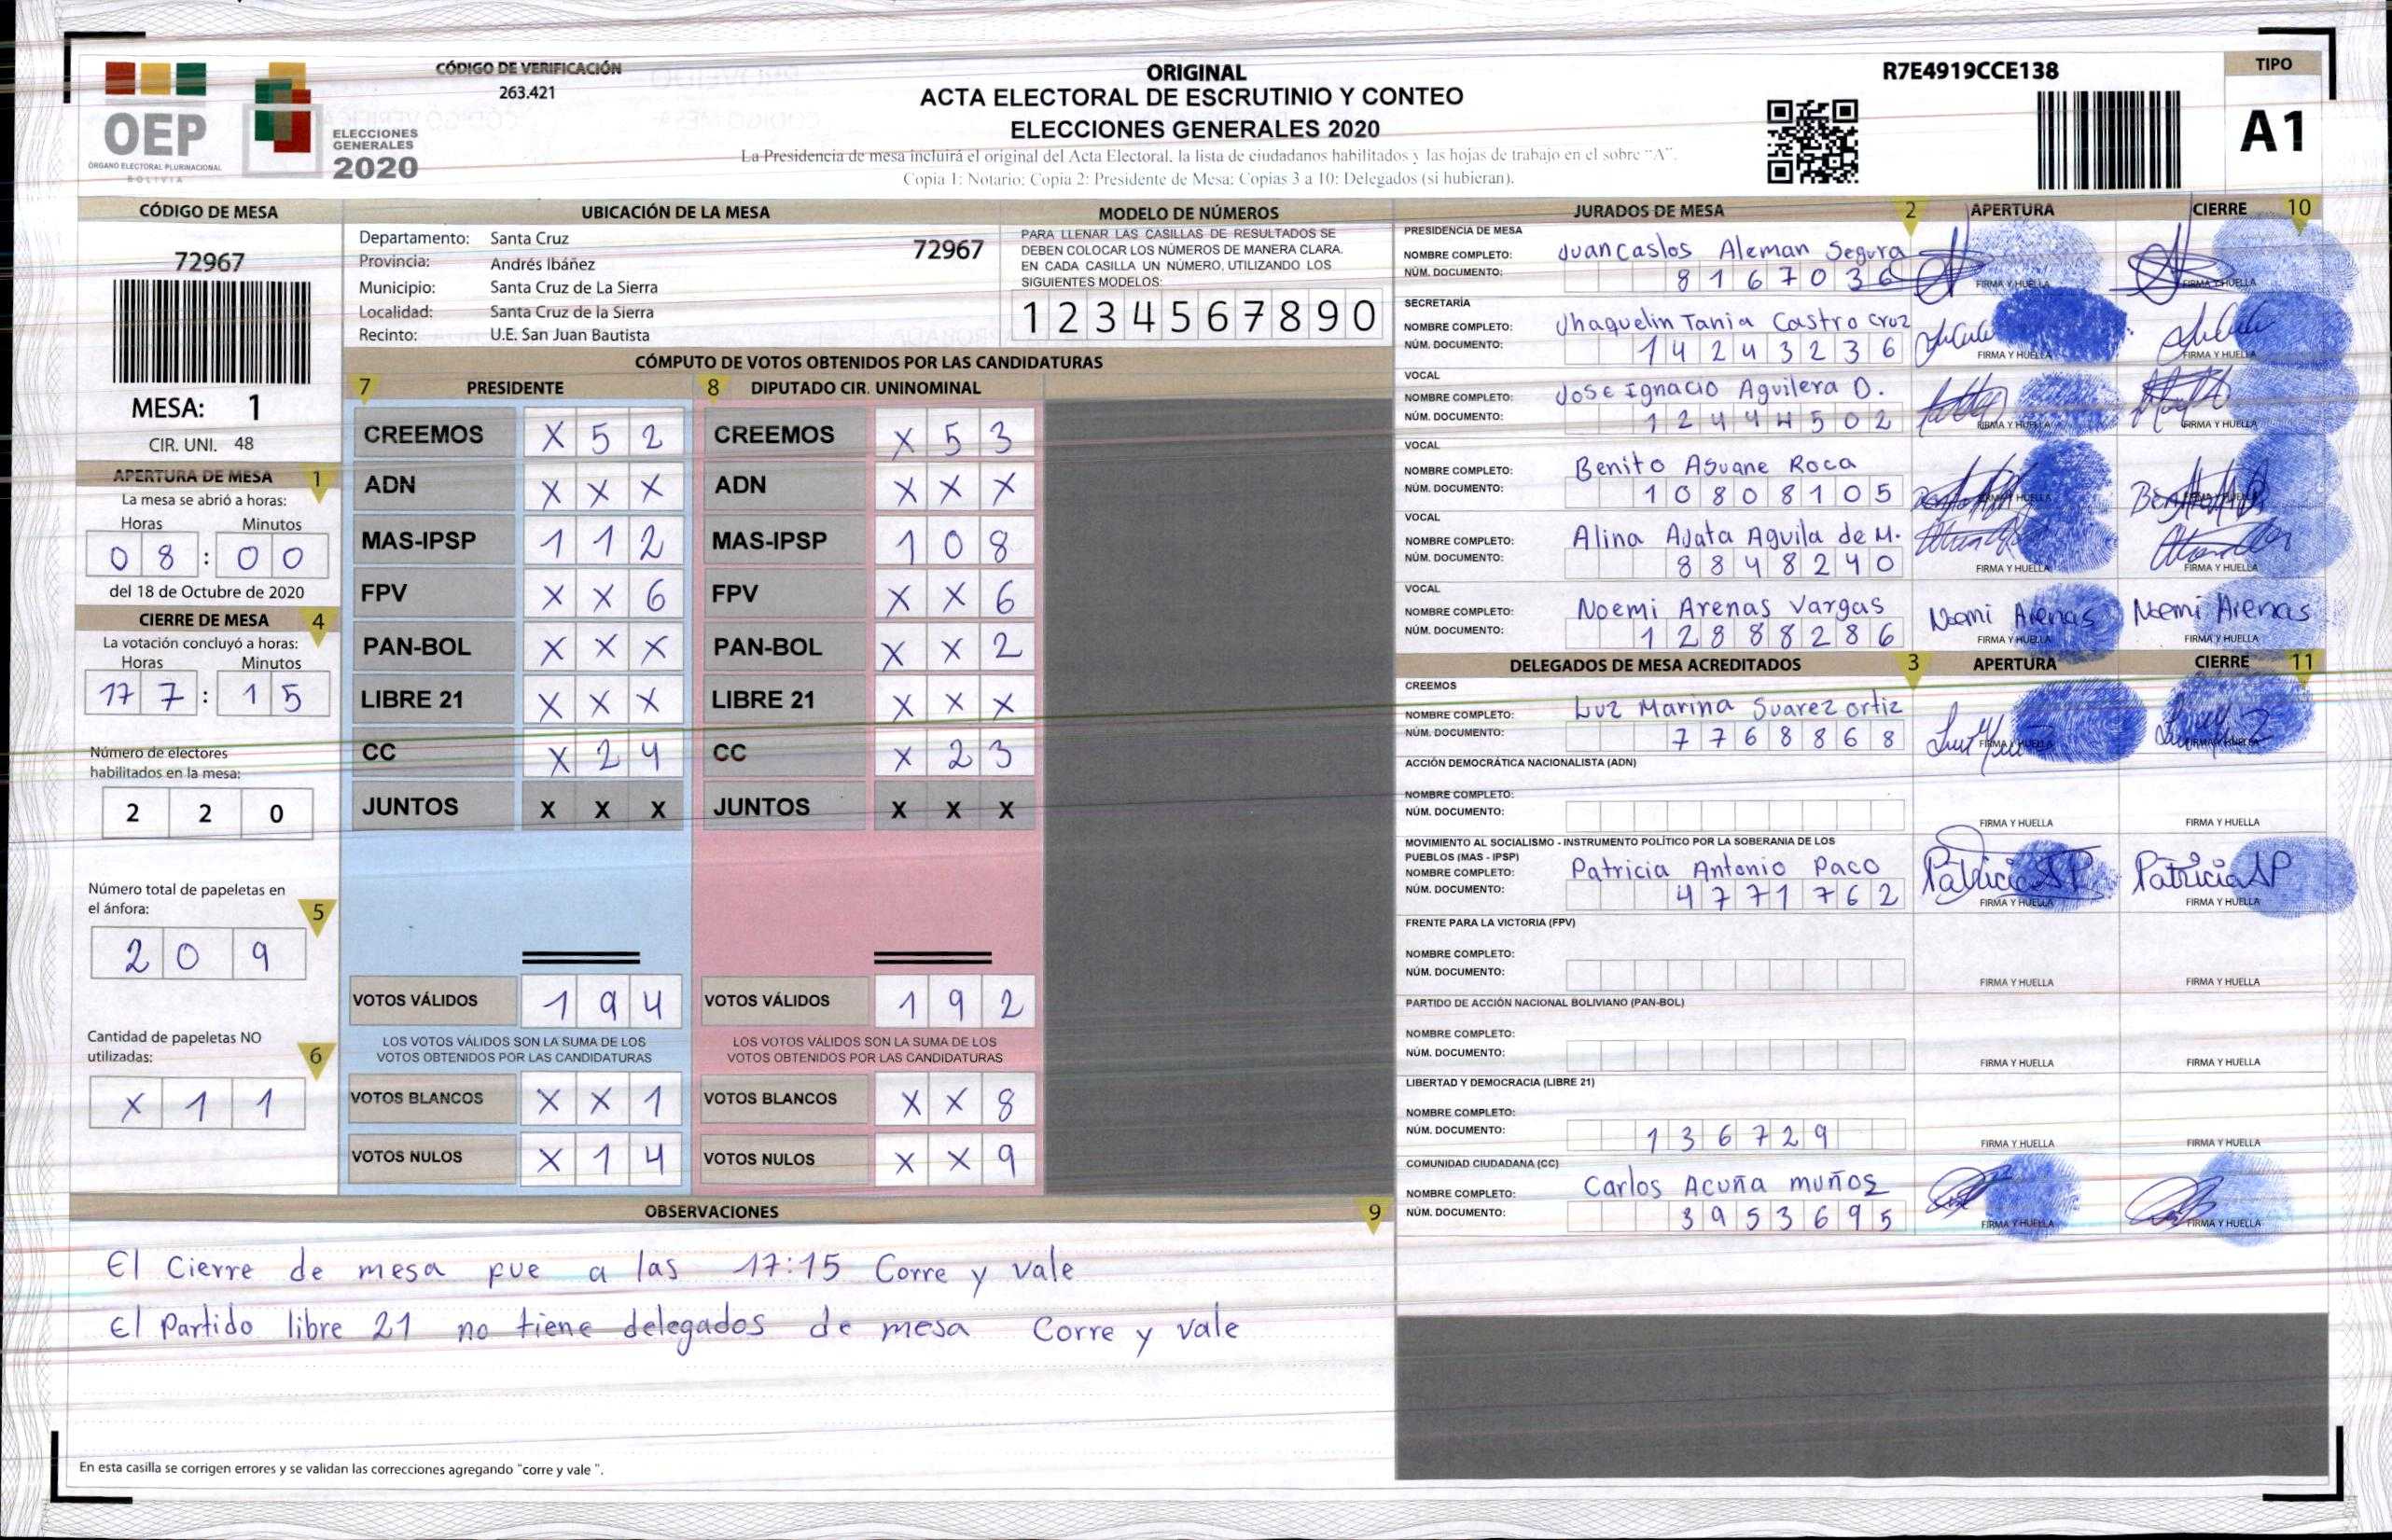 CÓDIGO DE VERIFICACIÓN
263.421
OEP
ÓRGANO ELECTORAL PLURINACIONAL
BOLIVIA
ELECCIONES
GENERALES
2020
ORIGINAL
ACTA ELECTORAL DE ESCRUTINIO Y CONTEO
ELECCIONES GENERALES 2020
La Presidencia de mesa incluirá el original del Acta Electoral, la lista de ciudadanos habilitados y las hojas de trabajo en el sobre "A".
Copia 1: Notario; Copia 2: Presidente de Mesa; Copias 3 a 10: Delegados (si hubieran).
R7E4919CCE138
TIPO
A1
CÓDIGO DE MESA
72967
MESA: 1
CIR. UNI. 48
APERTURA DE MESA 1
La mesa se abrió a horas:
Horas Minutos
0 8 : 0 0
del 18 de Octubre de 2020
CIERRE DE MESA 4
La votación concluyó a horas:
Horas Minutos
17 7 : 1 5
Número de electores
habilitados en la mesa:
2 2 0
Número total de papeletas en
el ánfora: 5
2 0 9
Cantidad de papeletas NO
utilizadas: 6
X 1 1
UBICACIÓN DE LA MESA
Departamento: Santa Cruz 72967
Provincia: Andrés Ibáñez
Municipio: Santa Cruz de La Sierra
Localidad: Santa Cruz de la Sierra
Recinto: U.E. San Juan Bautista
MODELO DE NÚMEROS
PARA LLENAR LAS CASILLAS DE RESULTADOS SE
DEBEN COLOCAR LOS NÚMEROS DE MANERA CLARA.
EN CADA CASILLA UN NÚMERO, UTILIZANDO LOS
SIGUIENTES MODELOS:
1 2 3 4 5 6 7 8 9 0
CÓMPUTO DE VOTOS OBTENIDOS POR LAS CANDIDATURAS
7 PRESIDENTE
CREEMOS X 5 2
ADN X X X
MAS-IPSP 1 1 2
FPV X X 6
PAN-BOL X X X
LIBRE 21 X X X
CC X 2 4
JUNTOS X X X
VOTOS VÁLIDOS 1 9 4
LOS VOTOS VÁLIDOS SON LA SUMA DE LOS
VOTOS OBTENIDOS POR LAS CANDIDATURAS
VOTOS BLANCOS X X 1
VOTOS NULOS X 1 4
8 DIPUTADO CIR. UNINOMINAL
CREEMOS X 5 3
ADN X X X
MAS-IPSP 1 0 8
FPV X X 6
PAN-BOL X X 2
LIBRE 21 X X X
CC X 2 3
JUNTOS X X X
VOTOS VÁLIDOS 1 9 2
LOS VOTOS VÁLIDOS SON LA SUMA DE LOS
VOTOS OBTENIDOS POR LAS CANDIDATURAS
VOTOS BLANCOS X X 8
VOTOS NULOS X X 9
OBSERVACIONES 9
El Cierre de mesa fue a las 17:15 Corre y vale
El Partido libre 21 no tiene delegados de mesa Corre y vale
En esta casilla se corrigen errores y se validan las correcciones agregando "corre y vale ".
JURADOS DE MESA 2 APERTURA CIERRE 10
PRESIDENCIA DE MESA
NOMBRE COMPLETO: Juan Caslos Aleman Segura
NÚM. DOCUMENTO: 8 1 6 7 0 3 6
FIRMA Y HUELLA FIRMA Y HUELLA
SECRETARÍA
NOMBRE COMPLETO: Jhaquelin Tania Castro Cruz
NÚM. DOCUMENTO: 1 4 2 4 3 2 3 6
FIRMA Y HUELLA FIRMA Y HUELLA
VOCAL
NOMBRE COMPLETO: Jose Ignacio Aguilera D.
NÚM. DOCUMENTO: 1 2 4 4 4 5 0 2
FIRMA Y HUELLA FIRMA Y HUELLA
VOCAL
NOMBRE COMPLETO: Benito Asuane Roca
NÚM. DOCUMENTO: 1 0 8 0 8 1 0 5
FIRMA Y HUELLA FIRMA Y HUELLA
VOCAL
NOMBRE COMPLETO: Alina Ajata Aguila de M.
NÚM. DOCUMENTO: 8 8 4 8 2 4 0
FIRMA Y HUELLA FIRMA Y HUELLA
VOCAL
NOMBRE COMPLETO: Noemi Arenas Vargas Noemi Arenas Noemi Arenas
NÚM. DOCUMENTO: 1 2 8 8 8 2 8 6
FIRMA Y HUELLA FIRMA Y HUELLA
DELEGADOS DE MESA ACREDITADOS 3 APERTURA CIERRE 11
CREEMOS
NOMBRE COMPLETO: Luz Marina Suarez ortiz
NÚM. DOCUMENTO: 7 7 6 8 8 6 8
FIRMA Y HUELLA FIRMA Y HUELLA
ACCIÓN DEMOCRÁTICA NACIONALISTA (ADN)
NOMBRE COMPLETO:
NÚM. DOCUMENTO:
FIRMA Y HUELLA FIRMA Y HUELLA
MOVIMIENTO AL SOCIALISMO - INSTRUMENTO POLÍTICO POR LA SOBERANIA DE LOS
PUEBLOS (MAS - IPSP)
NOMBRE COMPLETO: Patricia Antonio Paco Patricia AP Patricia AP
NÚM. DOCUMENTO: 4 7 7 1 7 6 2
FIRMA Y HUELLA FIRMA Y HUELLA
FRENTE PARA LA VICTORIA (FPV)
NOMBRE COMPLETO:
NÚM. DOCUMENTO:
FIRMA Y HUELLA FIRMA Y HUELLA
PARTIDO DE ACCIÓN NACIONAL BOLIVIANO (PAN-BOL)
NOMBRE COMPLETO:
NÚM. DOCUMENTO:
FIRMA Y HUELLA FIRMA Y HUELLA
LIBERTAD Y DEMOCRACIA (LIBRE 21)
NOMBRE COMPLETO:
NÚM. DOCUMENTO: 1 3 6 7 2 9
FIRMA Y HUELLA FIRMA Y HUELLA
COMUNIDAD CIUDADANA (CC)
NOMBRE COMPLETO: Carlos Acuña muños
NÚM. DOCUMENTO: 3 9 5 3 6 9 5
FIRMA Y HUELLA FIRMA Y HUELLA